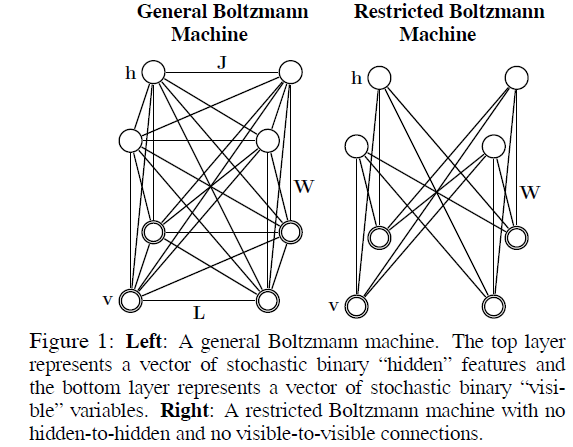 General Boltzmann
Machine
Restricted Boltzmann
Machine
J
h
W
v
L
h
W
v
Figure 1: Left: A general Boltzmann machine. The top layer
represents a vector of stochastic binary “hidden” features and
the bottom layer represents a vector of stochastic binary “visi-
ble” variables. Right: A restricted Boltzmann machine with no
hidden-to-hidden and no visible-to-visible connections.